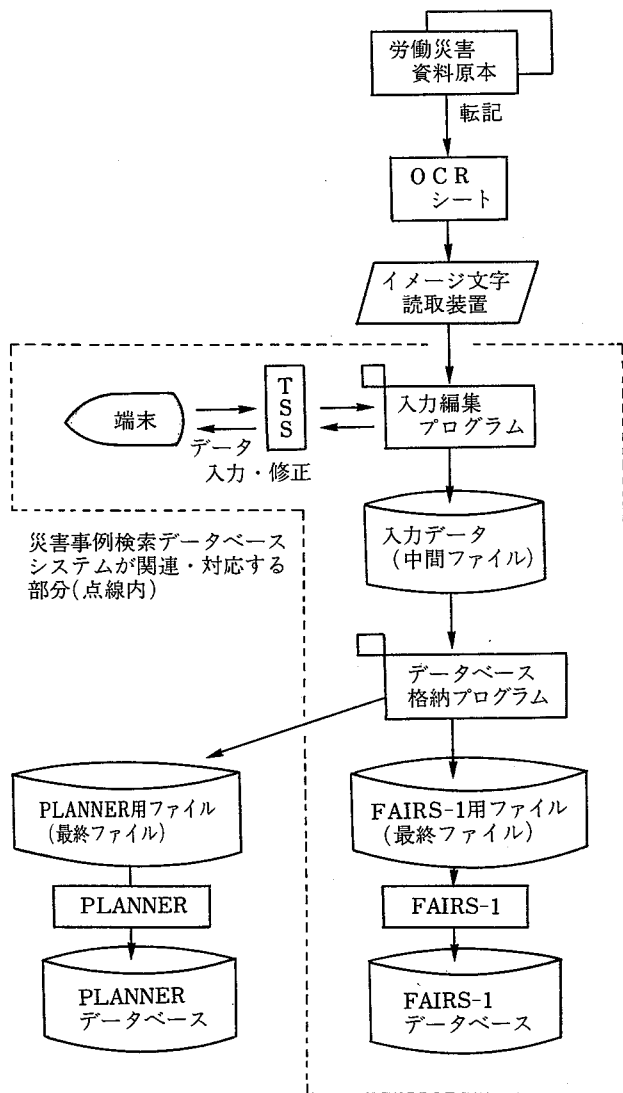 労働災害
資料原本
転記
OCR
シート
イメージ文字
読取装置
端末
TSS
データ
入力・修正
入力編集
プログラム
災害事例検索データベース
システムが関連・対応する
部分(点線内)
入力データ
(中間ファイル)
データベース
格納プログラム
PLANNER用ファイル
(最終ファイル)
FAIRS-1用ファイル
(最終ファイル)
PLANNER
FAIRS-1
PLANNER
データベース
FAIRS-1
データベース